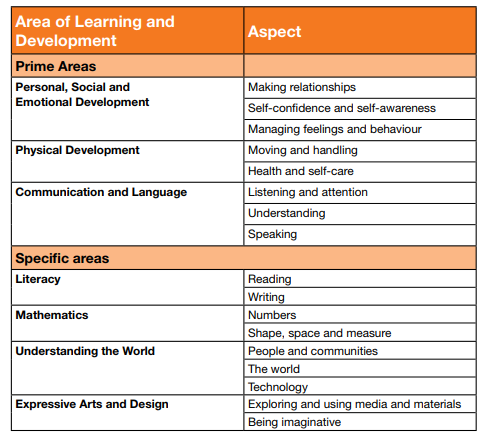 Area of Learning and
Development
Aspect
Prime Areas
Personal, Social and
Emotional Development
Making relationships
Self-confidence and self-awareness
Managing feelings and behaviour
Physical Development
Moving and handling
Health and self-care
Communication and Language
Listening and attention
Understanding
Speaking
Specific areas
Literacy
Reading
Writing
Mathematics
Numbers
Shape, space and measure
Understanding the World
People and communities
The world
Technology
Expressive Arts and Design
Exploring and using media and materials
Being imaginative